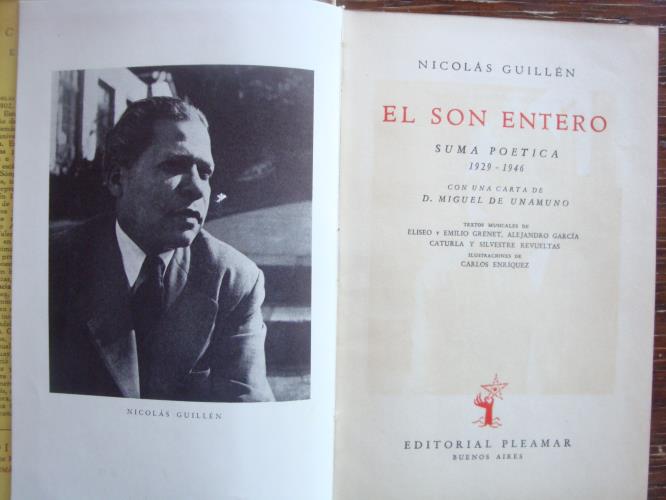 NICOLÁS GUILLÉN
NICOLÁS GUILLÉN
EL SON ENTERO
SUMA POETICA
1929 - 1946
CON UNA CARTA DE
D. MIGUEL DE UNAMUNO
TEXTOS MUSICALES DE
ELISEO Y EMILIO GRENET, ALEJANDRO GARCÍA
CATURLA Y SILVESTRE REVUELTAS
ILUSTRACIONES DE
CARLOS ENRIQUEZ
EDITORIAL PLEAMAR
BUENOS AIRES